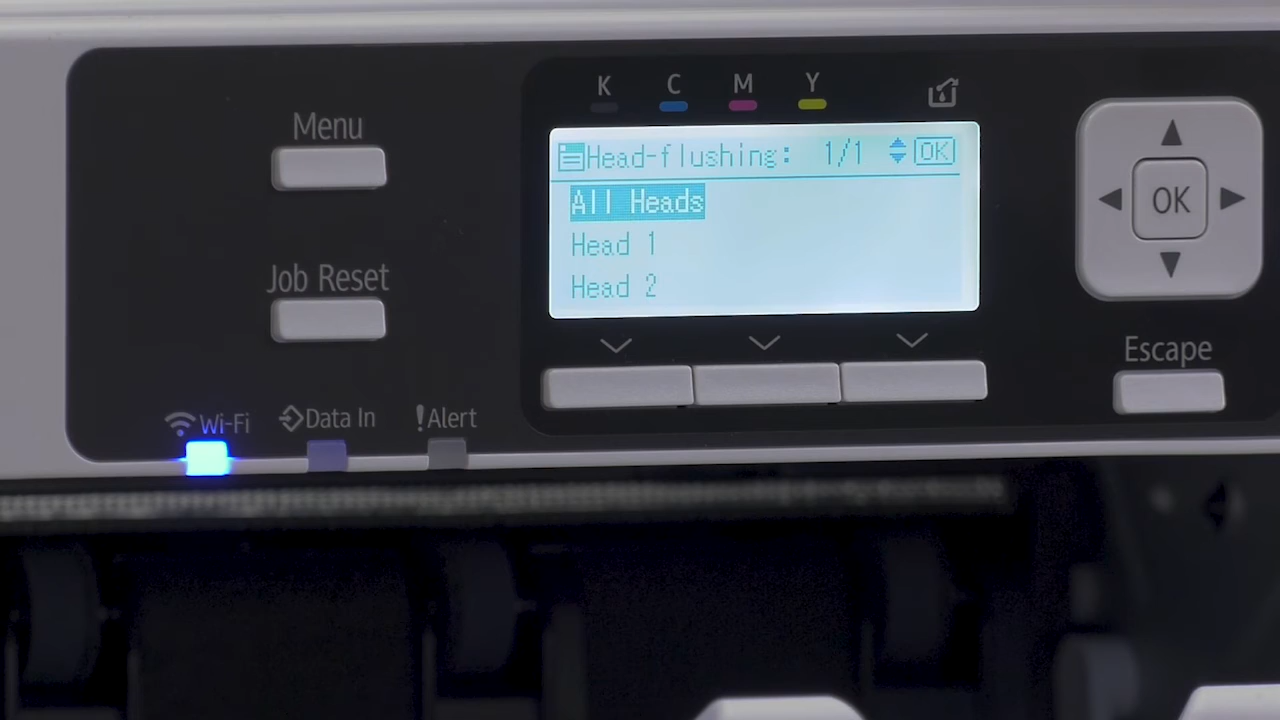 K C M Y
Menu
Head-flushing: 1/1 OK
All Heads
Head 1
Head 2
OK
Job Reset
Escape
Wi-Fi Data In !Alert